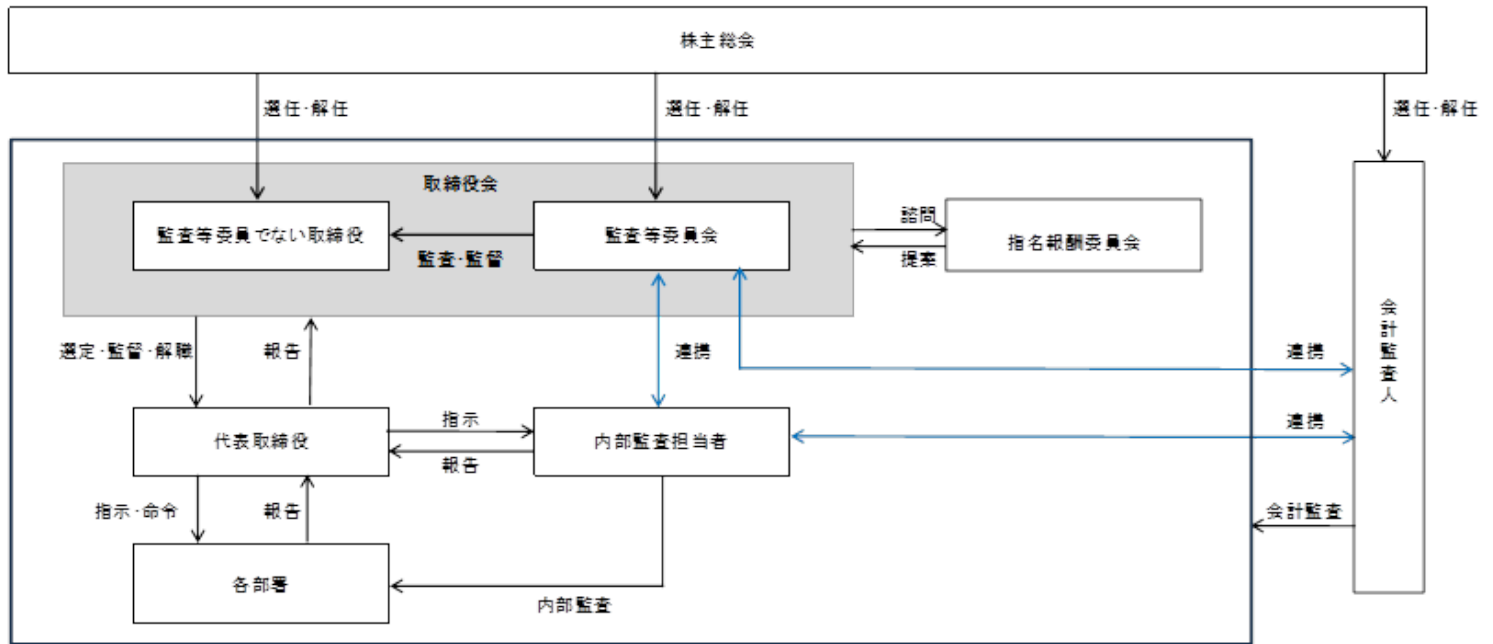 株主総会
選任・解任
選任・解任
選任・解任
取締役会
監査等委員でない取締役
監査等委員会
監査・監督
諮問
提案
指名報酬委員会
会計監査人
選定・監督・解職
報告
連携
連携
代表取締役
指示
報告
内部監査担当者
連携
指示・命令
報告
会計監査
各部署
内部監査